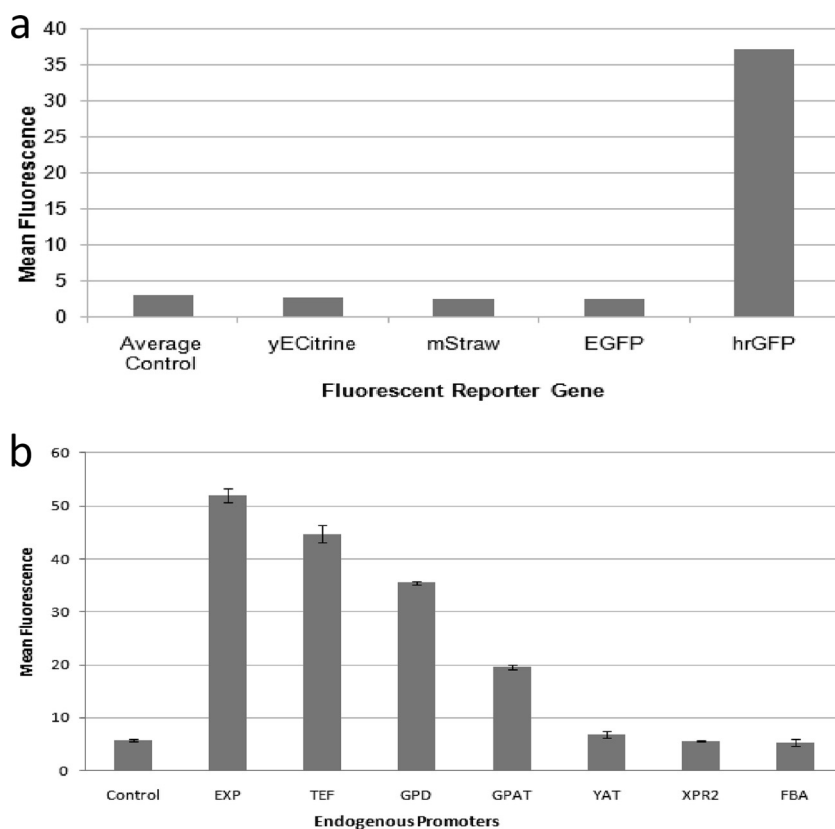 a
40
35
30
25
20
15
10
5
0
Mean Fluorescence
Average Control
yECitrine
mStraw
EGFP
hrGFP
Fluorescent Reporter Gene
b
60
50
40
30
20
10
0
Mean Fluorescence
Control
EXP
TEF
GPD
GPAT
YAT
XPR2
FBA
Endogenous Promoters